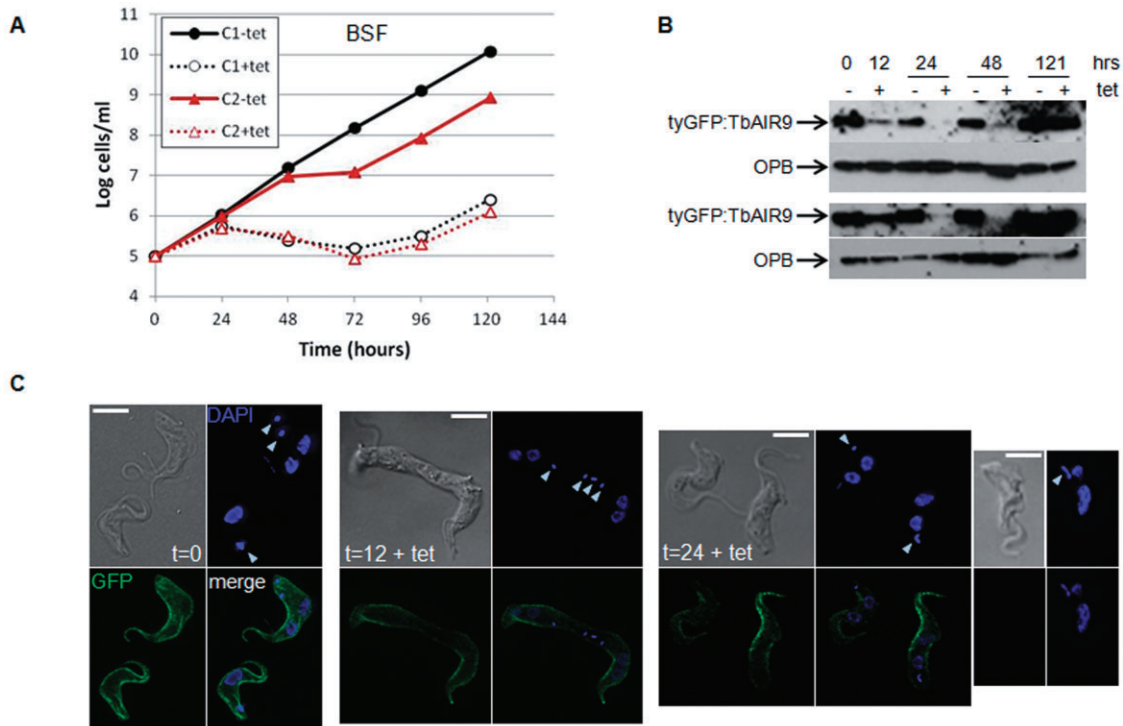 A
BSF
C1-tet
C1+tet
C2-tet
C2+tet
11
10
9
8
7
6
5
4
Log cells/ml
0 24 48 72 96 120 144
Time (hours)
B
0 12 24 48 121 hrs
- + - + - + - + tet
tyGFP:TbAIR9
OPB
tyGFP:TbAIR9
OPB
C
DAPI
t=0
t=12 + tet
t=24 + tet
GFP
merge